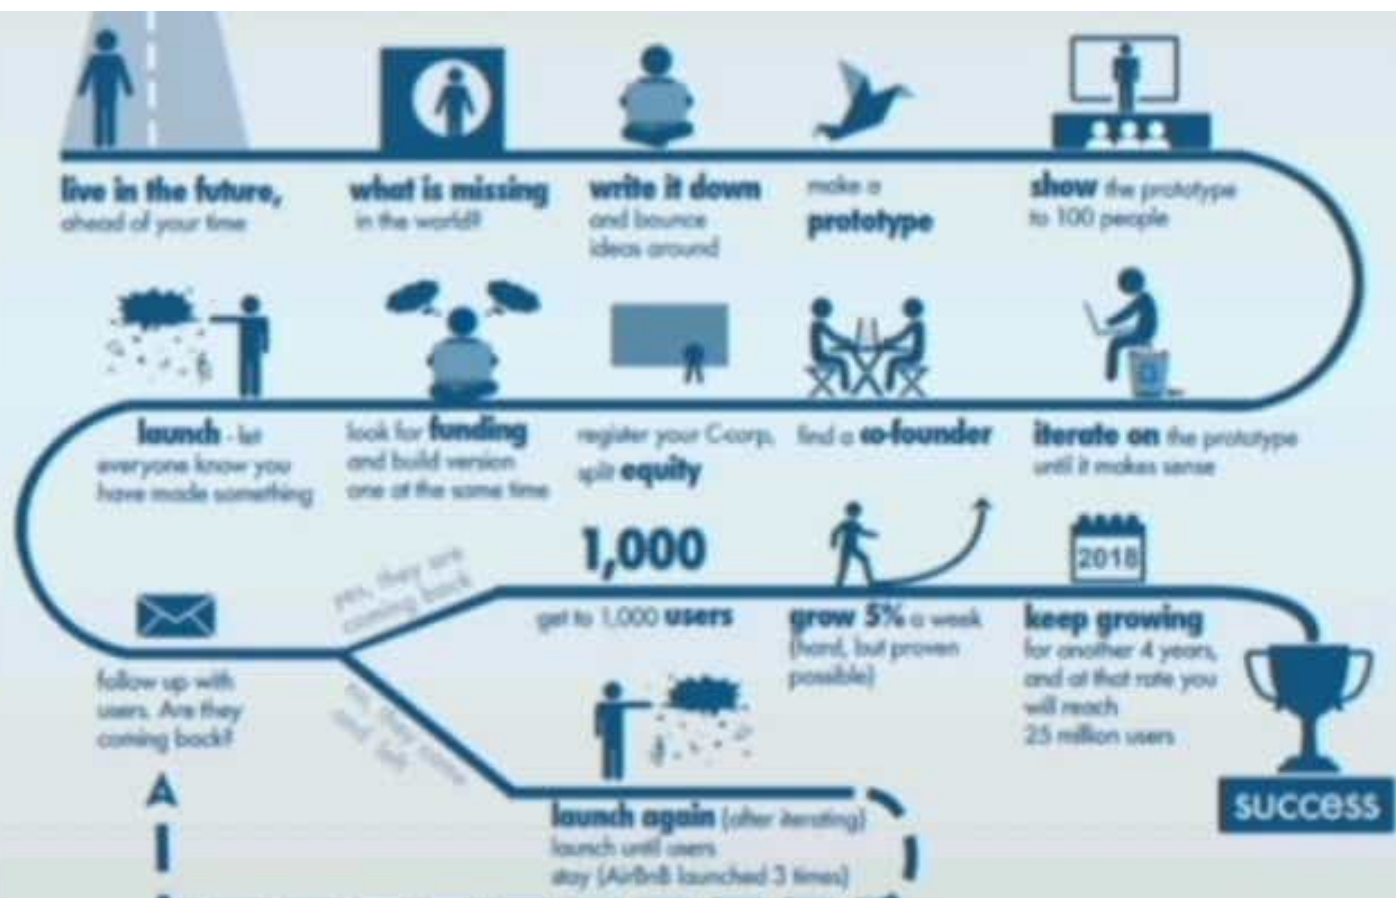 live in the future,
ahead of your time
what is missing
in the world?
write it down
and bounce
ideas around
make a
prototype
show the prototype
to 100 people
iterate on the prototype
until it makes sense
find a co-founder
register your C-corp,
split equity
look for funding
and build version
one at the same time
launch - let
everyone know you
have made something
follow up with
users. Are they
coming back?
yes, they are
coming back
no, they came
and left
1,000
get to 1,000 users
grow 5% a week
(hard, but proven
possible)
2018
keep growing
for another 4 years,
and at that rate you
will reach
25 million users
success
launch again (after iterating)
launch until users
stay (AirBnB launched 3 times)